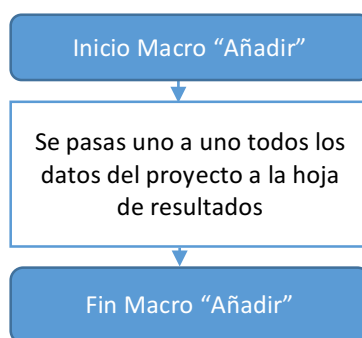 Inicio Macro “Añadir”
Se pasas uno a uno todos los
datos del proyecto a la hoja
de resultados
Fin Macro “Añadir”